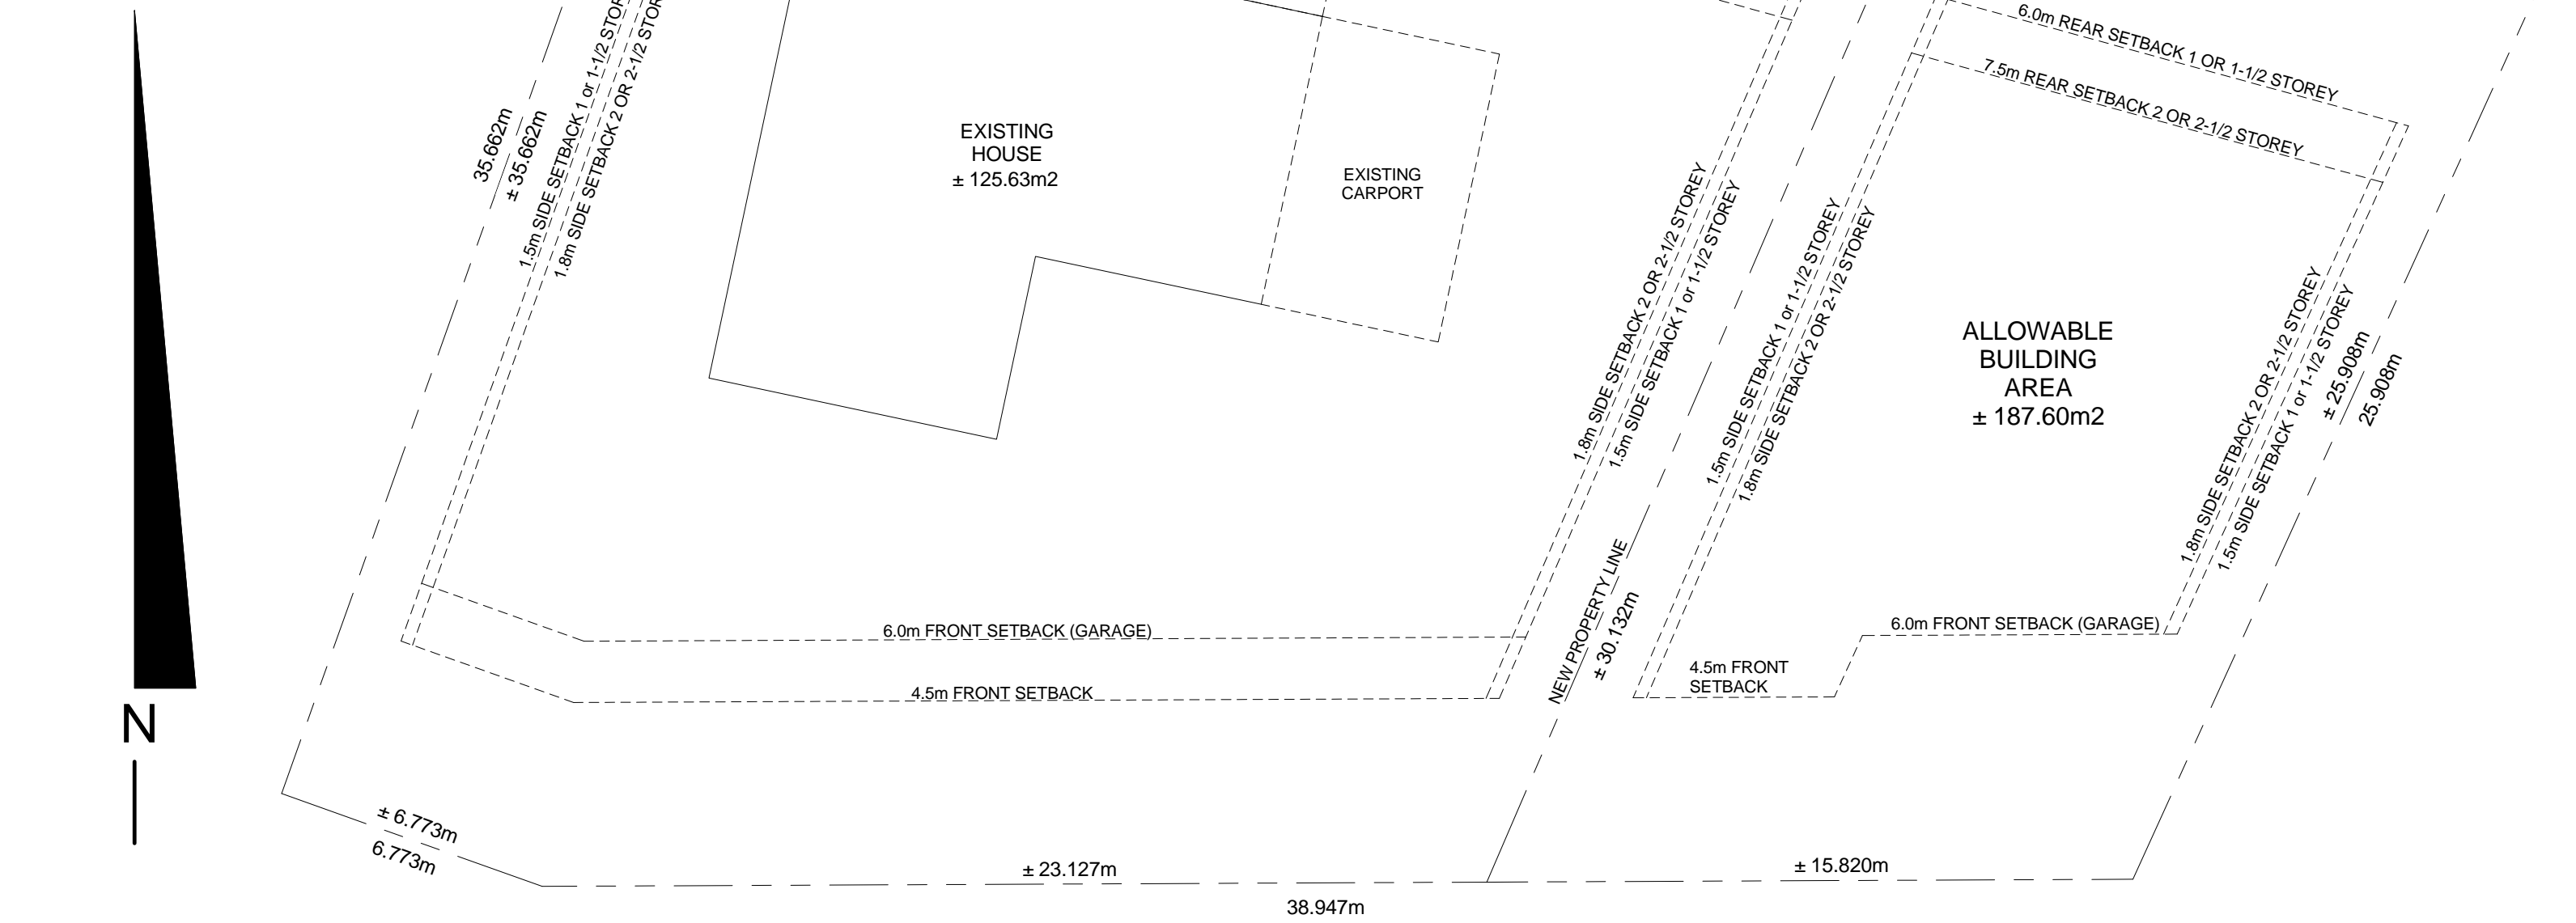 6.0m REAR SETBACK 1 OR 1-1/2 STOREY
7.5m REAR SETBACK 2 OR 2-1/2 STOREY
35.662m
± 35.662m
1.5m SIDE SETBACK 1 or 1-1/2
1.8m SIDE SETBACK 2 OR 2-1/2
EXISTING
HOUSE
± 125.63m2
EXISTING
CARPORT
1.8m SIDE SETBACK 2 OR 2-1/2 STOREY
1.5m SIDE SETBACK 1 or 1-1/2 STOREY
1.5m SIDE SETBACK 1 or 1-1/2 STOREY
1.8m SIDE SETBACK 2 OR 2-1/2 STOREY
ALLOWABLE
BUILDING
AREA
± 187.60m2
1.8m SIDE SETBACK 2 OR 2-1/2 STOREY
1.5m SIDE SETBACK 1 or 1-1/2 STOREY
± 25.908m
25.908m
6.0m FRONT SETBACK (GARAGE)
4.5m FRONT SETBACK
NEW PROPERTY LINE
± 30.132m
6.0m FRONT SETBACK (GARAGE)
4.5m FRONT
SETBACK
N
± 6.773m
6.773m
± 23.127m
± 15.820m
38.947m